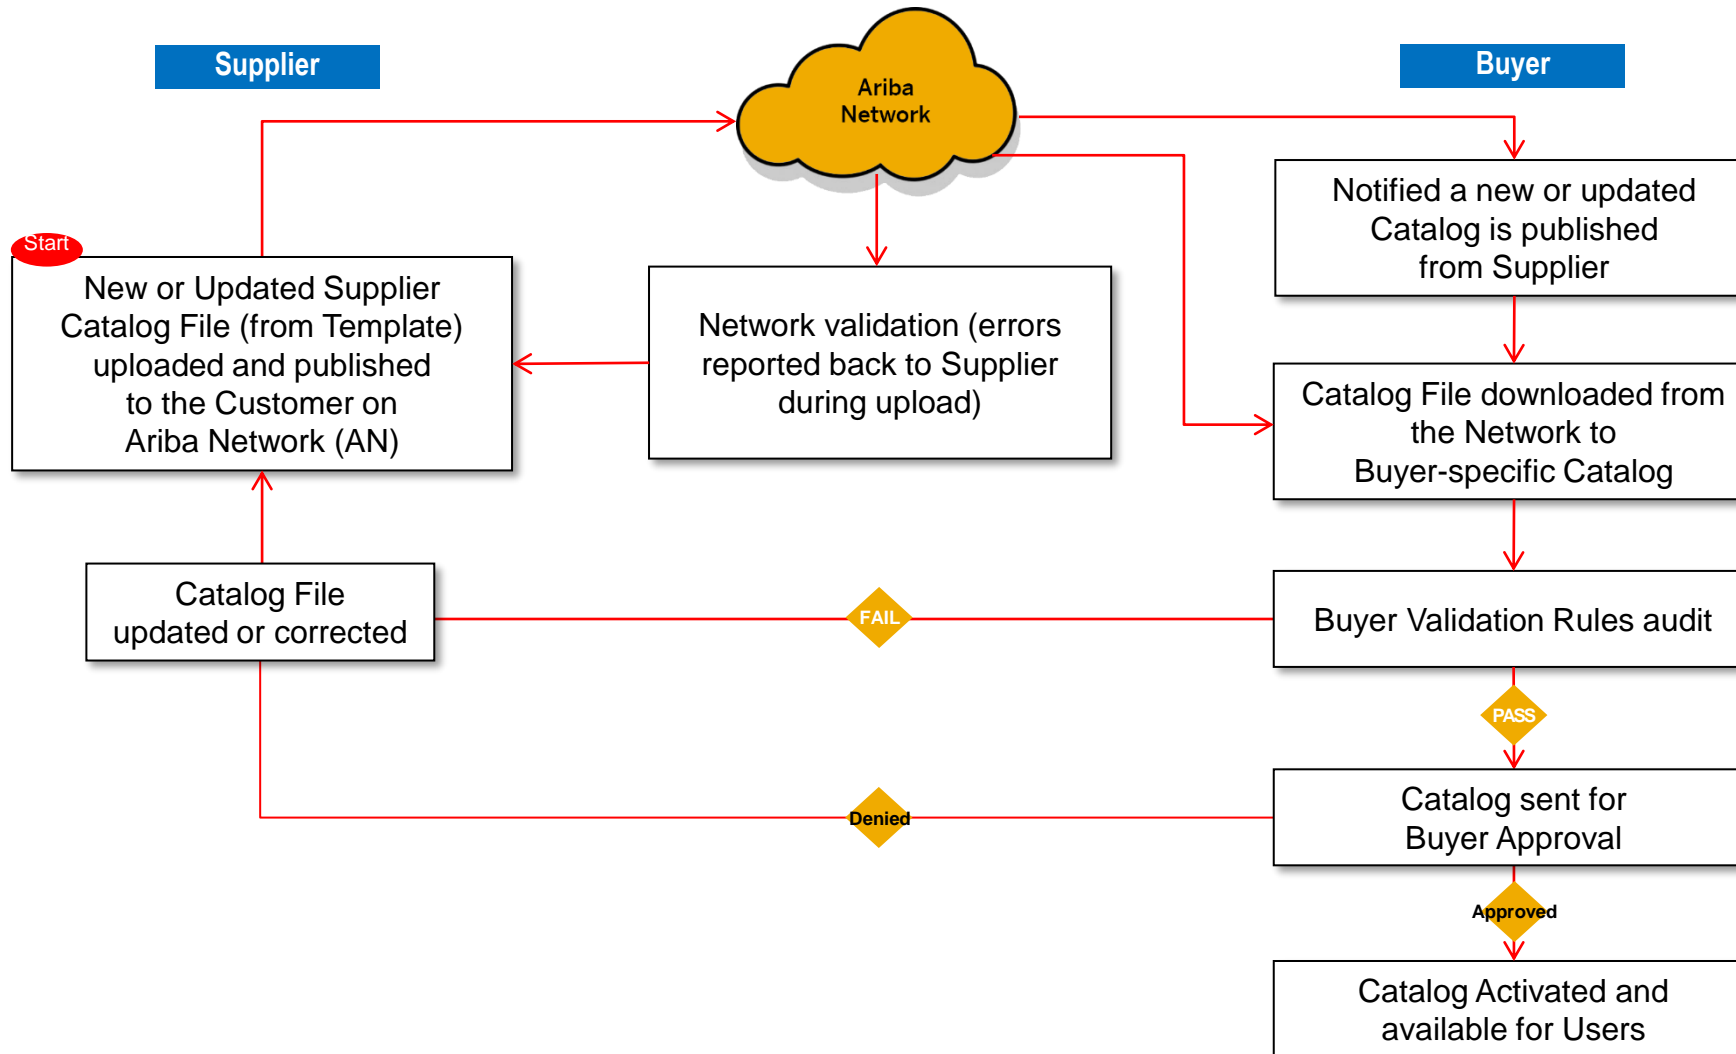 Supplier
Ariba
Network
Buyer
Start
New or Updated Supplier
Catalog File (from Template)
uploaded and published
to the Customer on
Ariba Network (AN)
Network validation (errors
reported back to Supplier
during upload)
Notified a new or updated
Catalog is published
from Supplier
Catalog File downloaded from
the Network to
Buyer-specific Catalog
Catalog File
updated or corrected
FAIL
Buyer Validation Rules audit
PASS
Denied
Catalog sent for
Buyer Approval
Approved
Catalog Activated and
available for Users